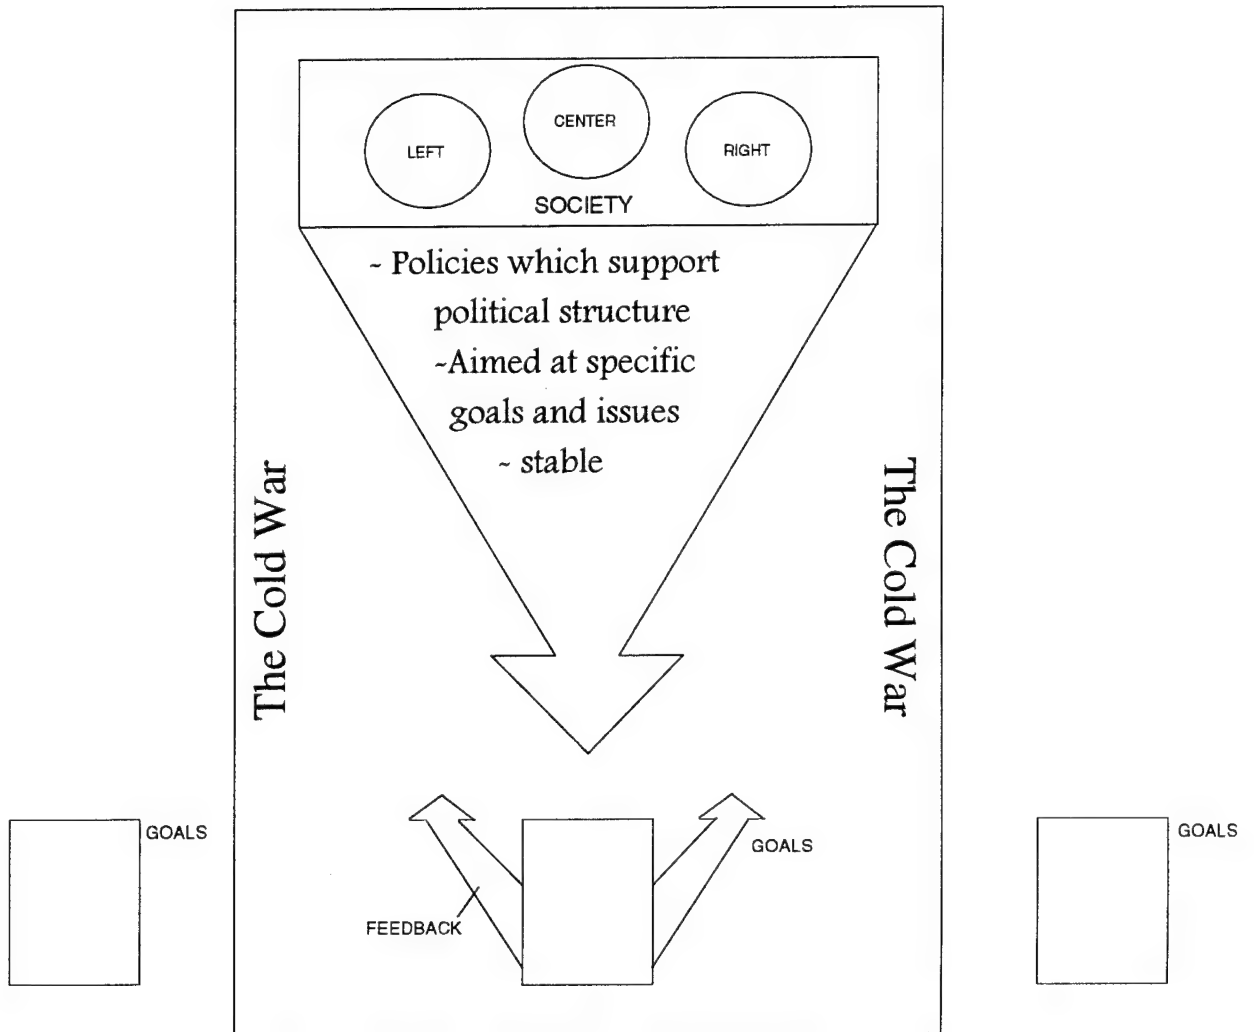 CENTER
LEFT
RIGHT
SOCIETY
~ Policies which support
political structure
~Aimed at specific
goals and issues
~ stable
The Cold War
The Cold War
GOALS
GOALS
GOALS
FEEDBACK